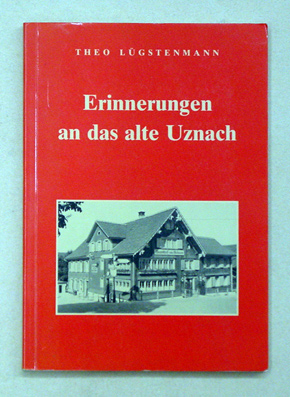 THEO LÜGSTENMANN
Erinnerungen
an das alte Uznach